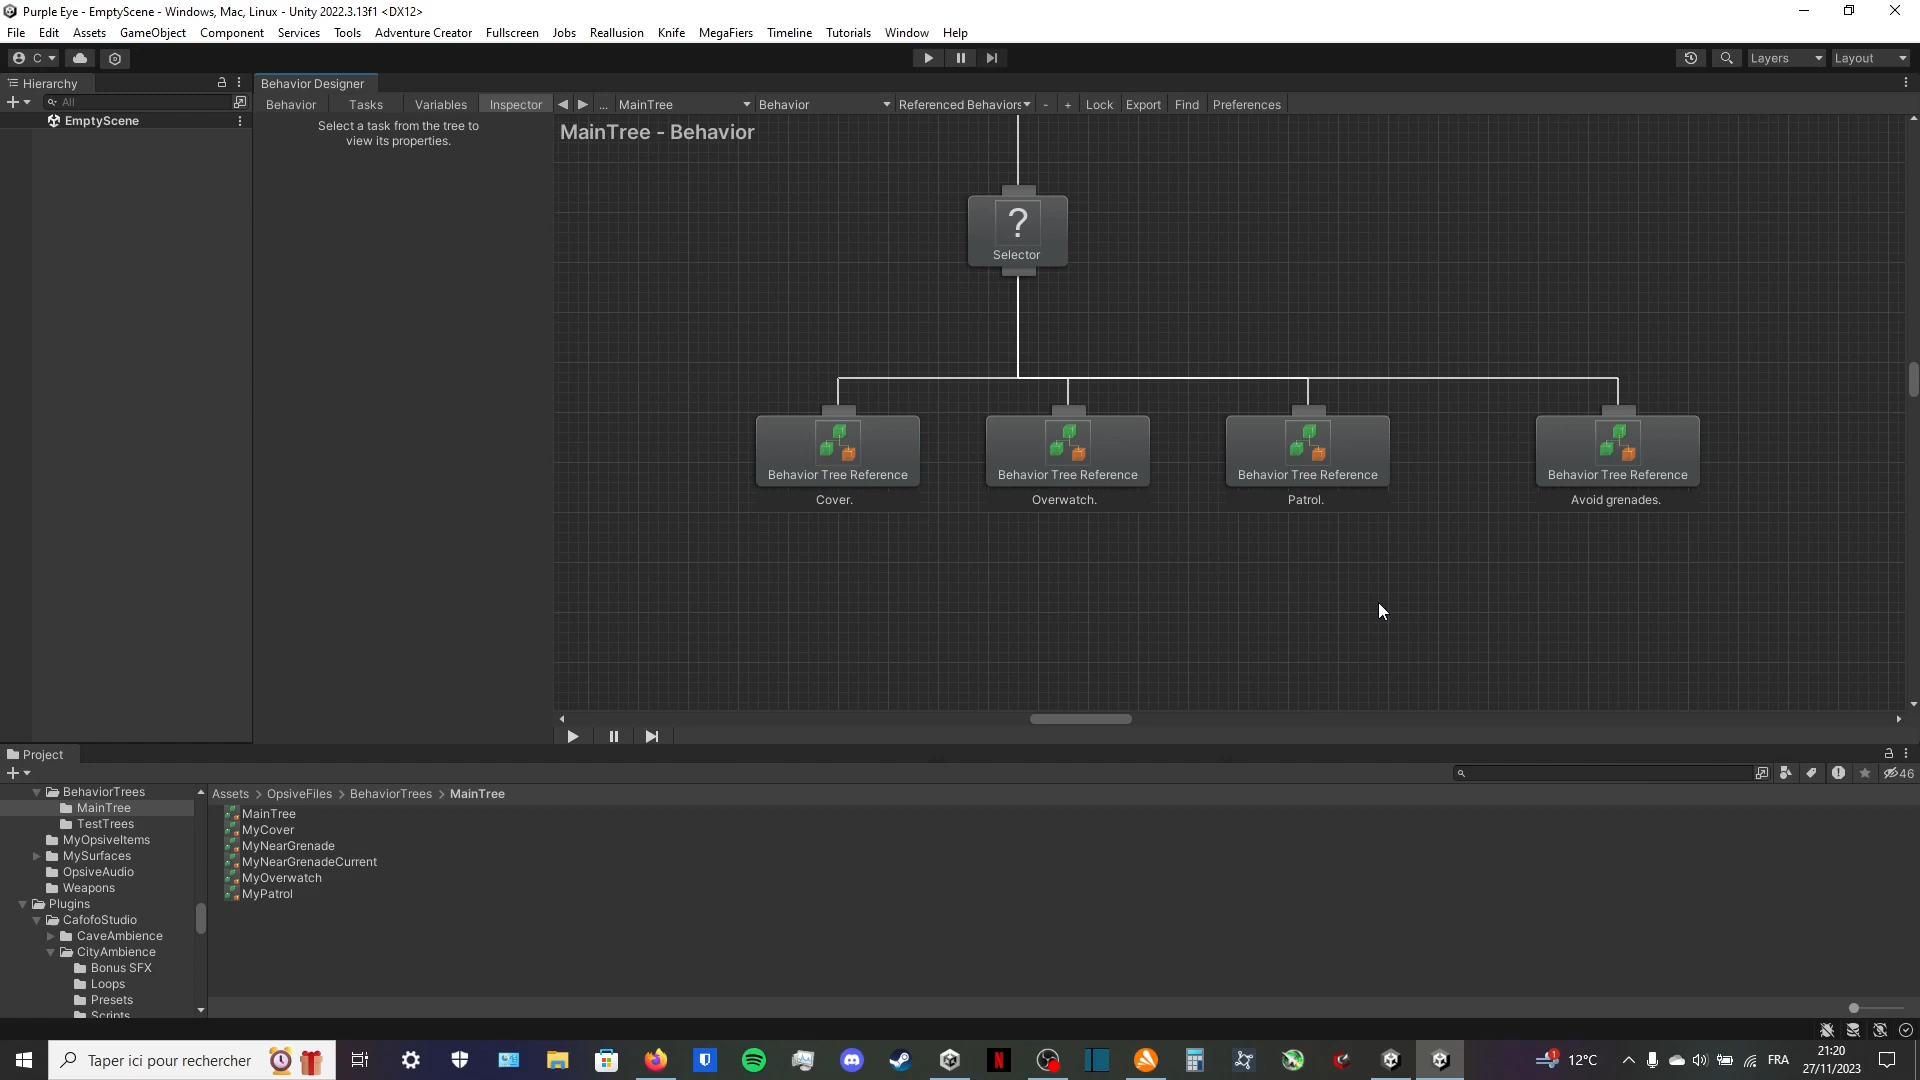 Purple Eye - EmptyScene - Windows, Mac, Linux - Unity 2022.3.13f1 <DX12>
File Edit Assets GameObject Component Services Tools Adventure Creator Fullscreen Jobs Reallusion Knife MegaFiers Timeline Tutorials Window Help
C
Layers
Layout
Hierarchy
Behavior Designer
All
Behavior Tasks Variables Inspector
... MainTree Behavior Referenced Behaviors - + Lock Export Find Preferences
EmptyScene
Select a task from the tree to
view its properties.
MainTree - Behavior
?
Selector
Behavior Tree Reference
Cover.
Behavior Tree Reference
Overwatch.
Behavior Tree Reference
Patrol.
Behavior Tree Reference
Avoid grenades.
Project
46
BehaviorTrees
MainTree
TestTrees
MyOpsiveItems
MySurfaces
OpsiveAudio
Weapons
Plugins
CafofoStudio
CaveAmbience
CityAmbience
Bonus SFX
Loops
Presets
Scripts
Assets > OpsiveFiles > BehaviorTrees > MainTree
MainTree
MyCover
MyNearGrenade
MyNearGrenadeCurrent
MyOverwatch
MyPatrol
Taper ici pour rechercher
12°C
FRA
21:20
27/11/2023